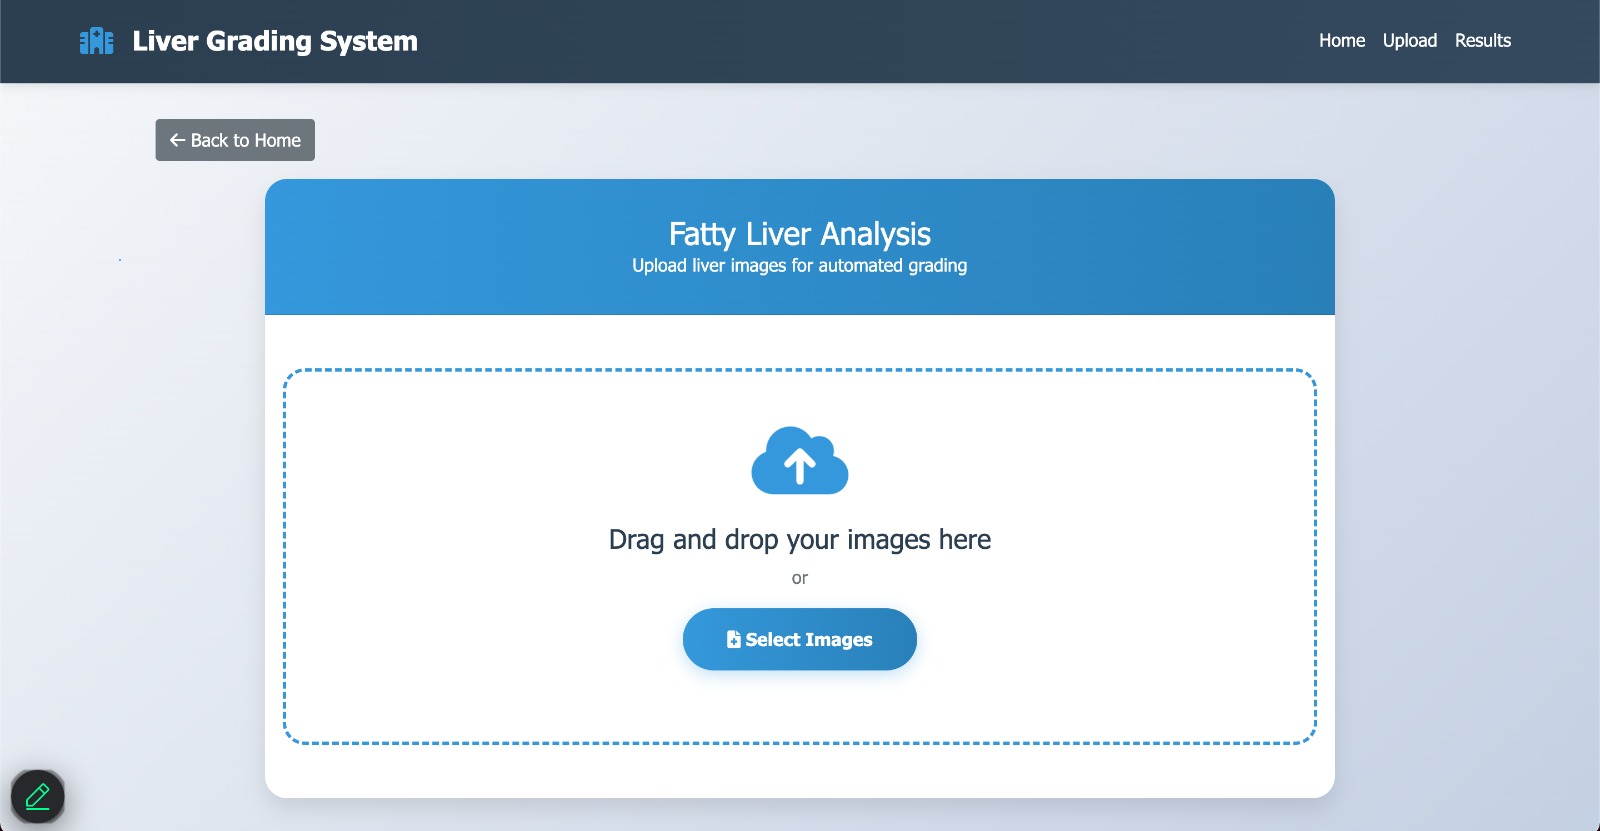 Liver Grading System
Home Upload Results
Back to Home
Fatty Liver Analysis
Upload liver images for automated grading
Drag and drop your images here
or
Select Images